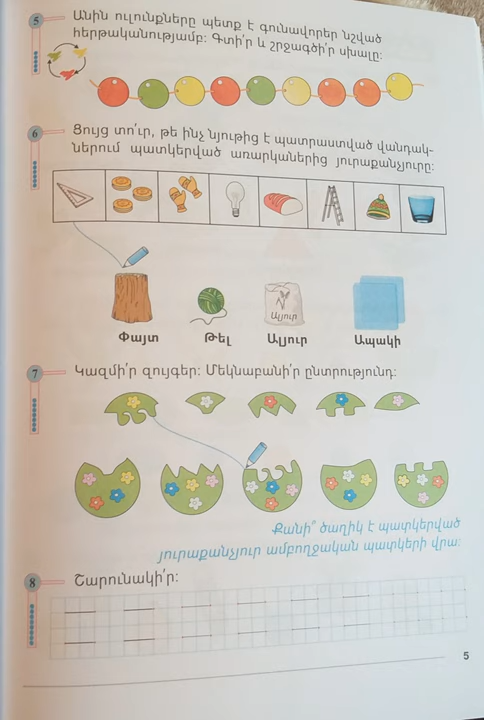 5 Անին ուլունքները պետք է գունավորեր նշված
հերթականությամբ: Գտի՛ր և շրջագծի՛ր սխալը:
6 Ցույց տո՛ւր, թե ինչ նյութից է պատրաստված վանդակ-
ներում պատկերված առարկաներից յուրաքանչյուրը:
Ալյուր
Փայտ Թել Ալյուր Ապակի
7 Կազմի՛ր զույգեր: Մեկնաբանի՛ր ընտրությունդ:
Քանի՞ ծաղիկ է պատկերված
յուրաքանչյուր ամբողջական պատկերի վրա:
8 Շարունակի՛ր:
5